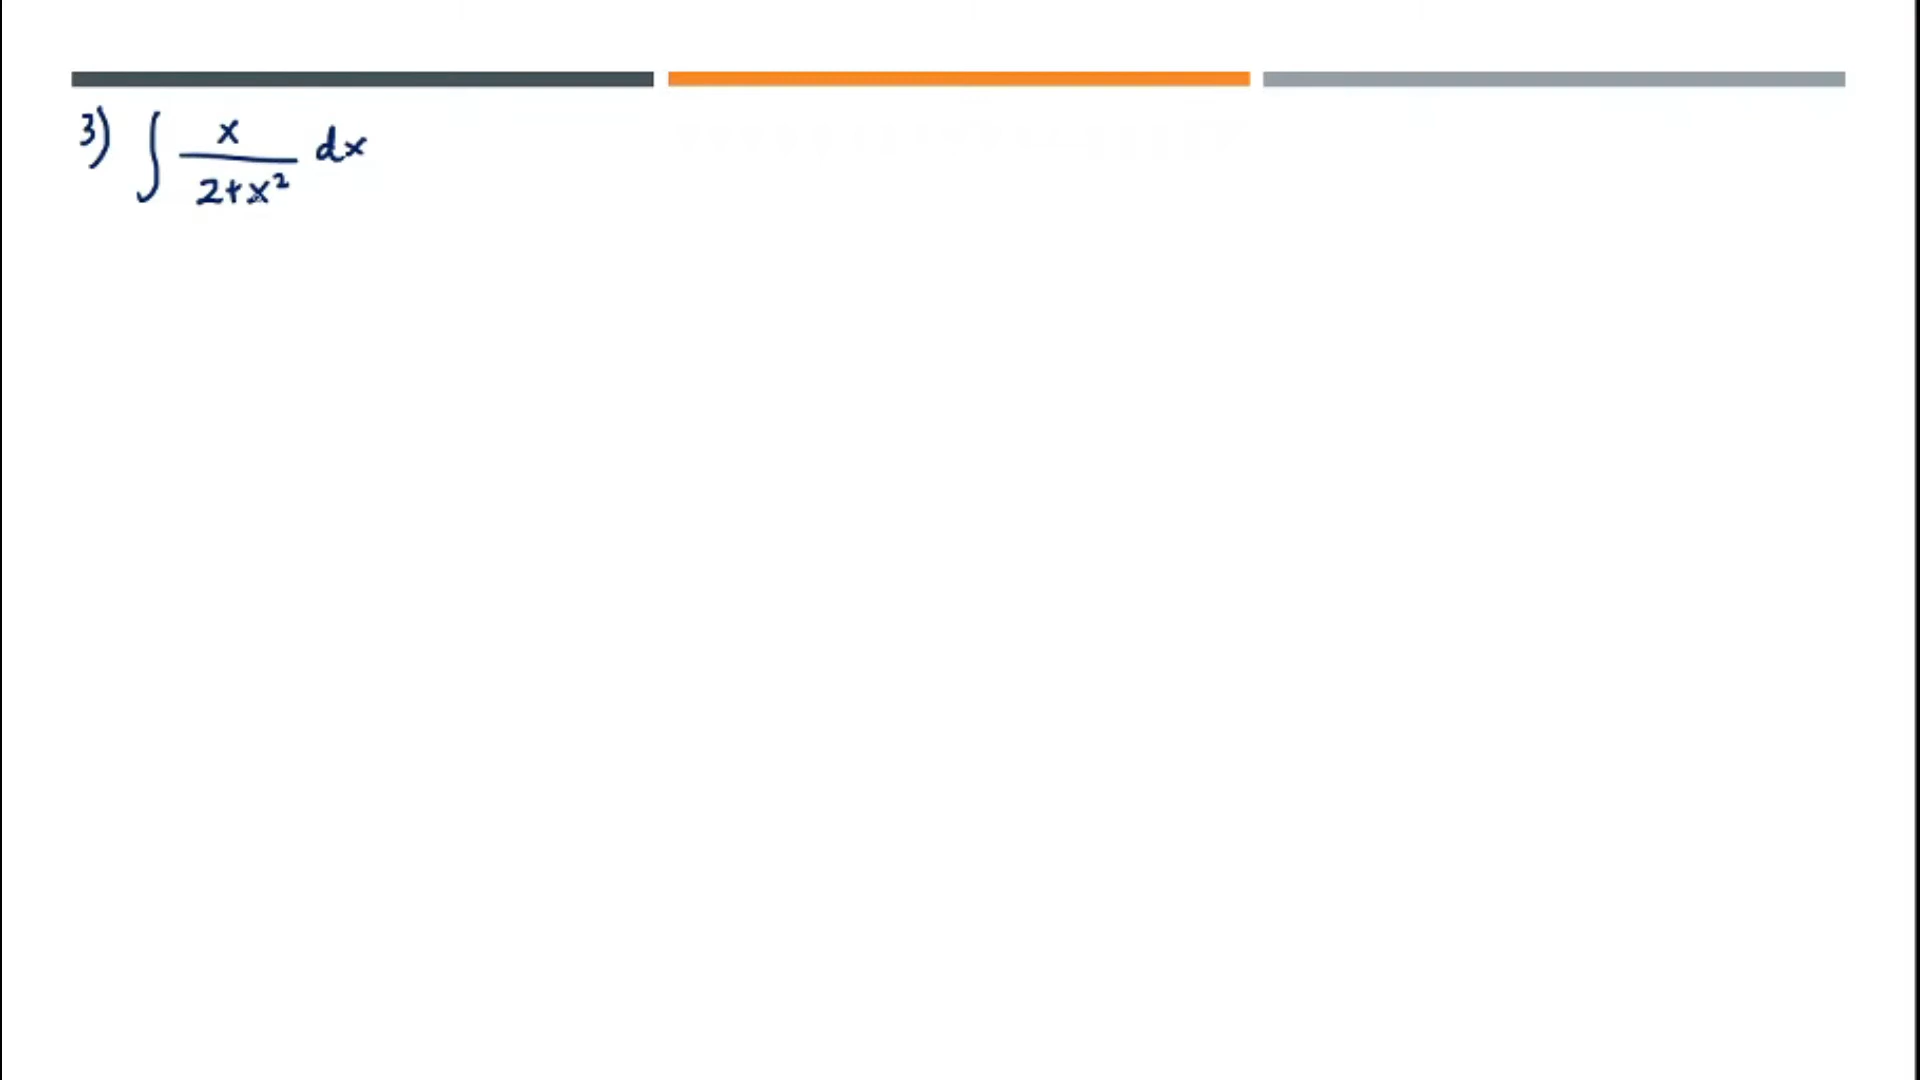 3) ∫ x/(2+x²) dx